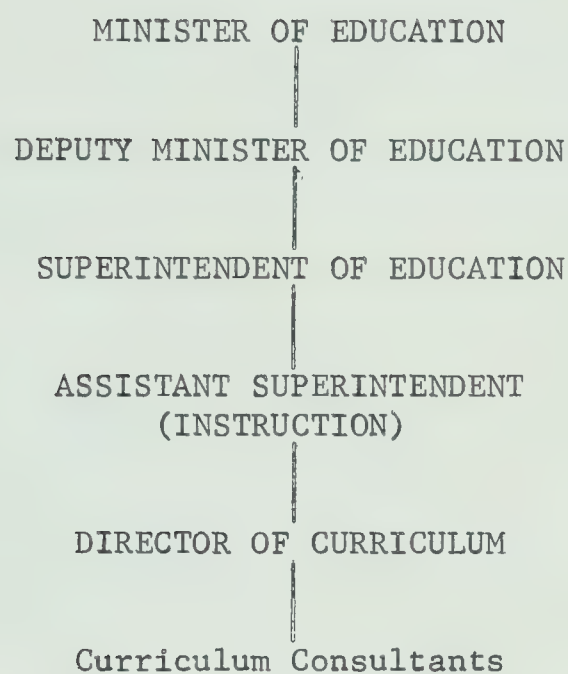 MINISTER OF EDUCATION
DEPUTY MINISTER OF EDUCATION
SUPERINTENDENT OF EDUCATION
ASSISTANT SUPERINTENDENT
(INSTRUCTION)
DIRECTOR OF CURRICULUM
Curriculum Consultants